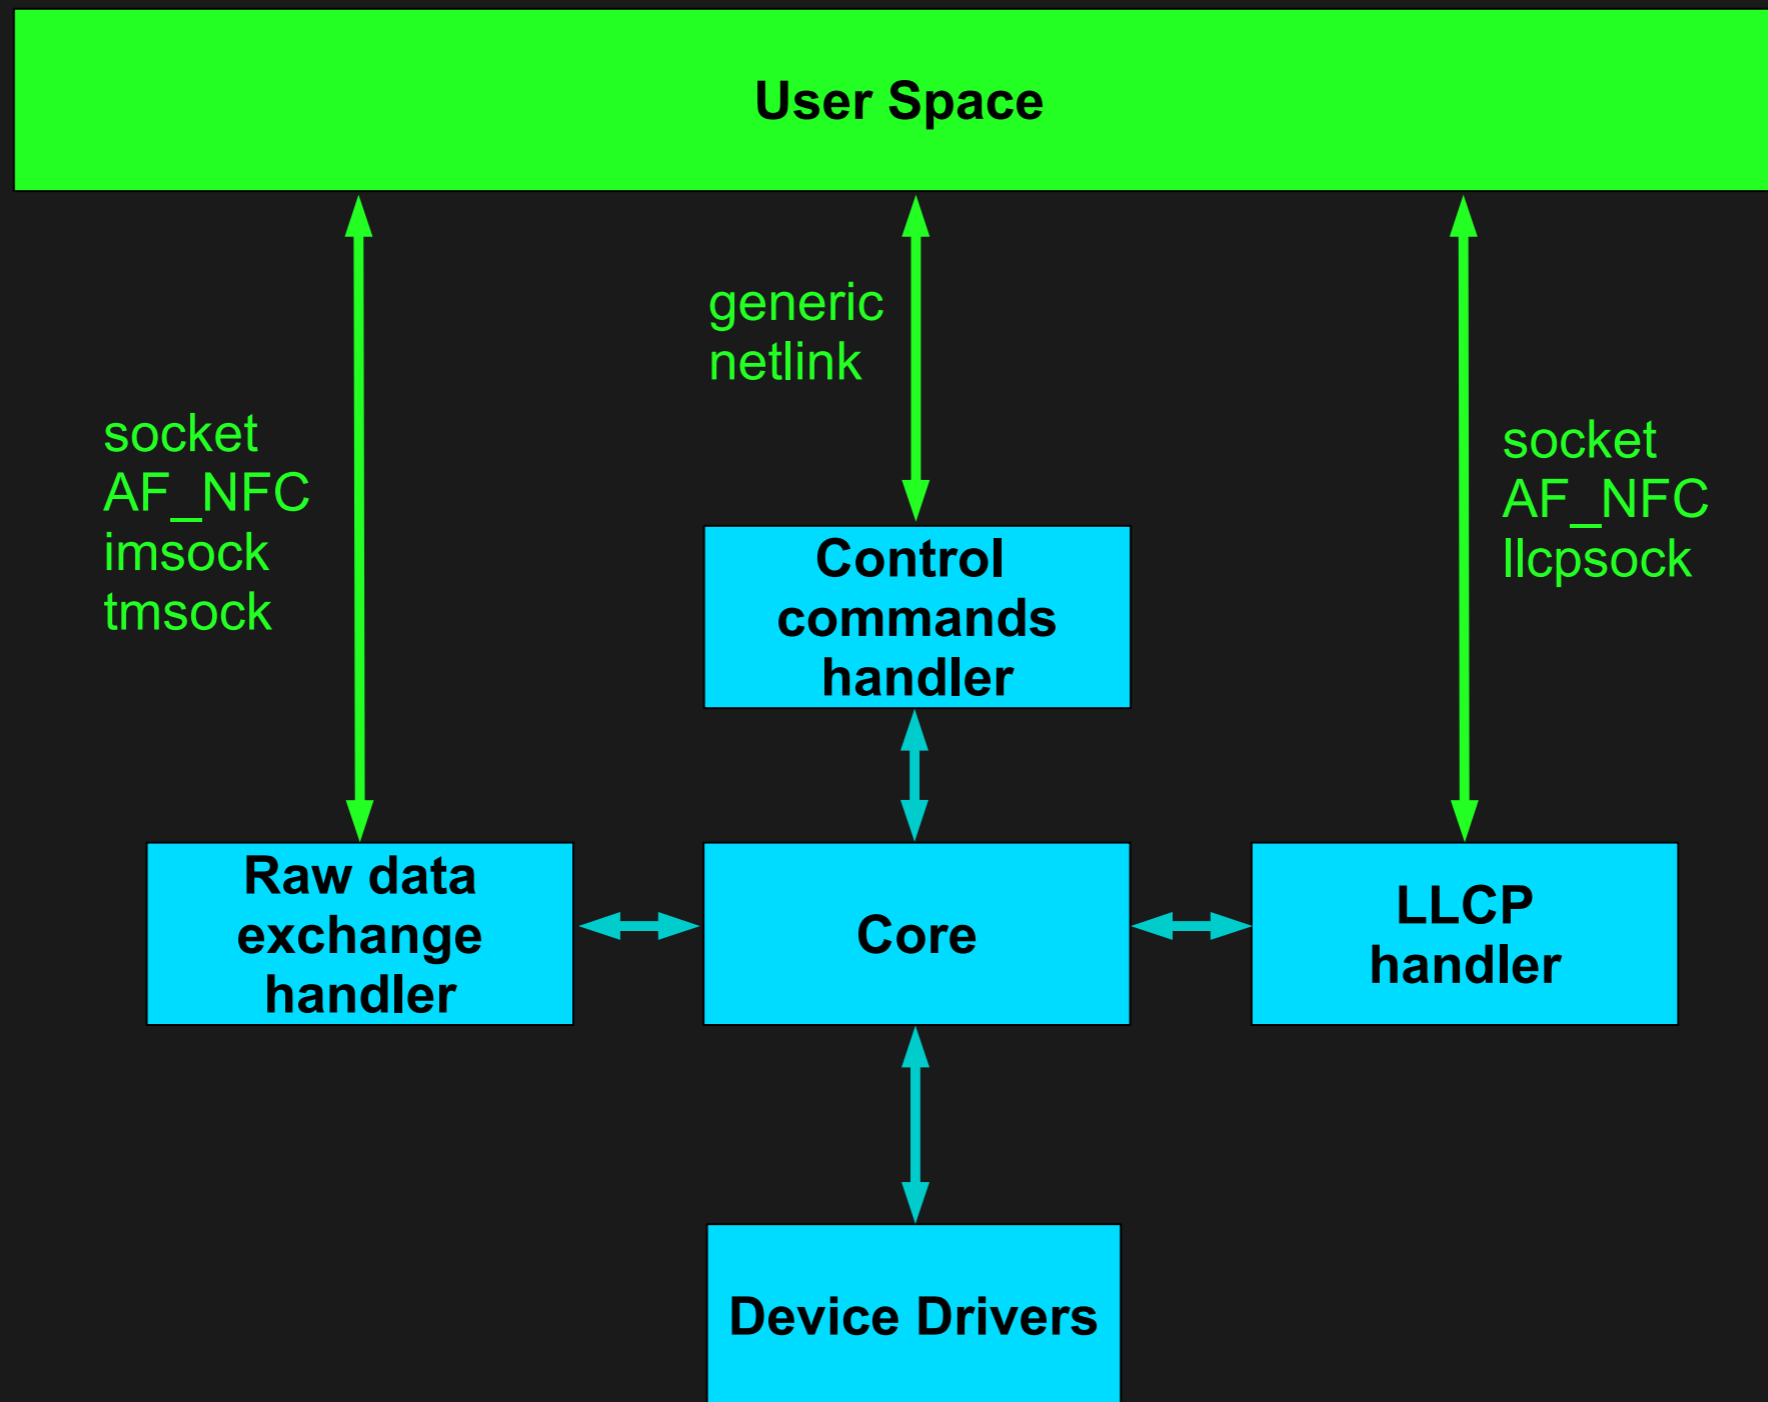 User Space
generic
netlink
socket
AF_NFC
imsock
tmsock
socket
AF_NFC
llcpsock
Control
commands
handler
Raw data
exchange
handler
Core
LLCP
handler
Device Drivers